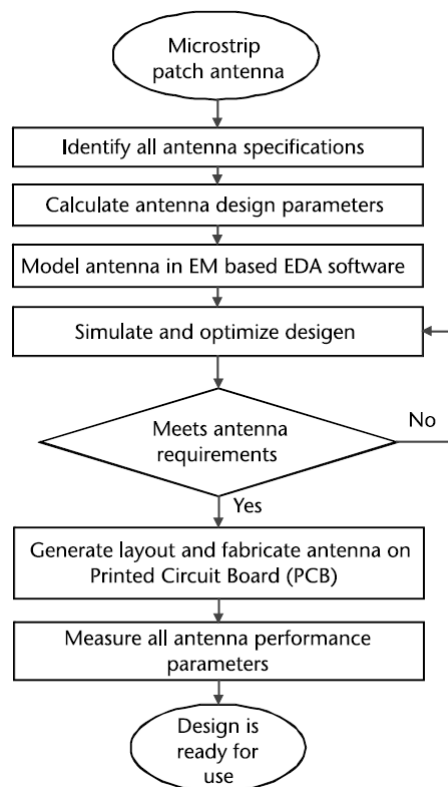 Microstrip
patch antenna
Identify all antenna specifications
Calculate antenna design parameters
Model antenna in EM based EDA software
Simulate and optimize desigen
Meets antenna
requirements
No
Yes
Generate layout and fabricate antenna on
Printed Circuit Board (PCB)
Measure all antenna performance
parameters
Design is
ready for
use